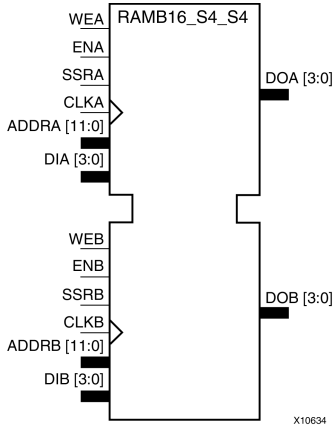 RAMB16_S4_S4
WEA
ENA
SSRA
CLKA
ADDRA [11:0]
DIA [3:0]
DOA [3:0]
WEB
ENB
SSRB
CLKB
ADDRB [11:0]
DIB [3:0]
DOB [3:0]
X10634